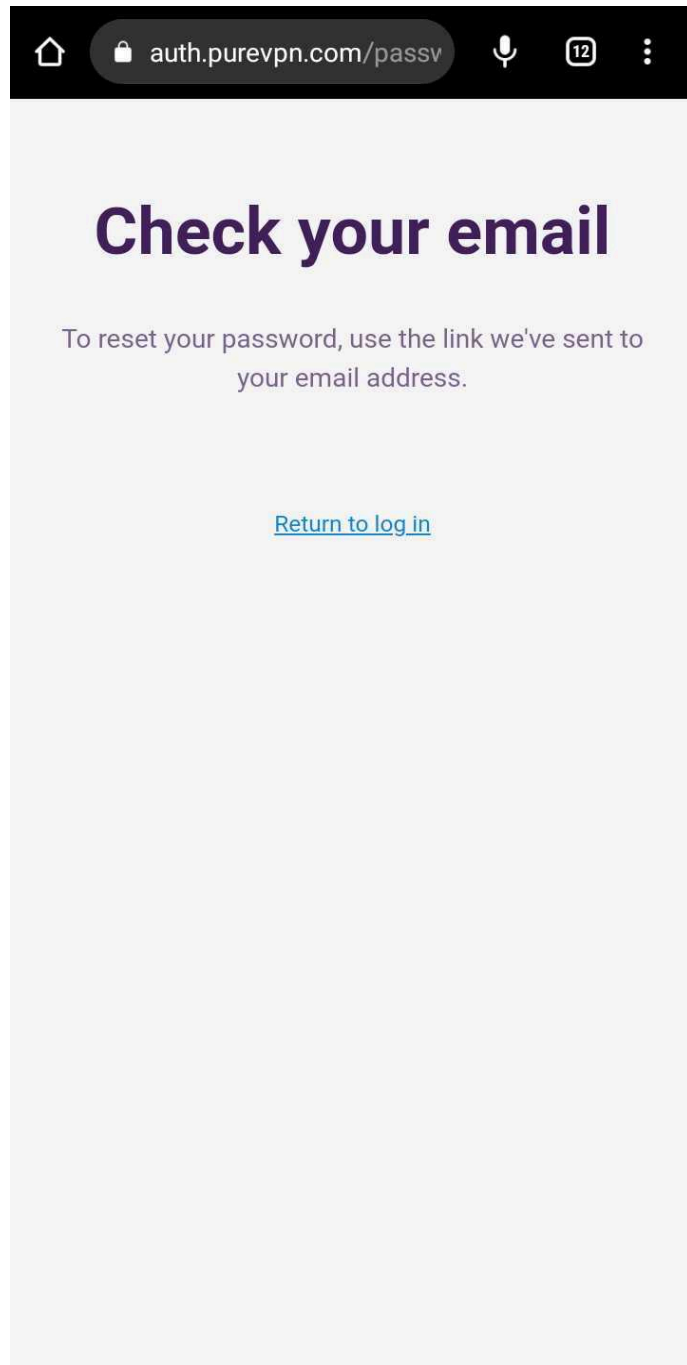 auth.purevpn.com/passw
12
Check your email
To reset your password, use the link we've sent to
your email address.
Return to log in